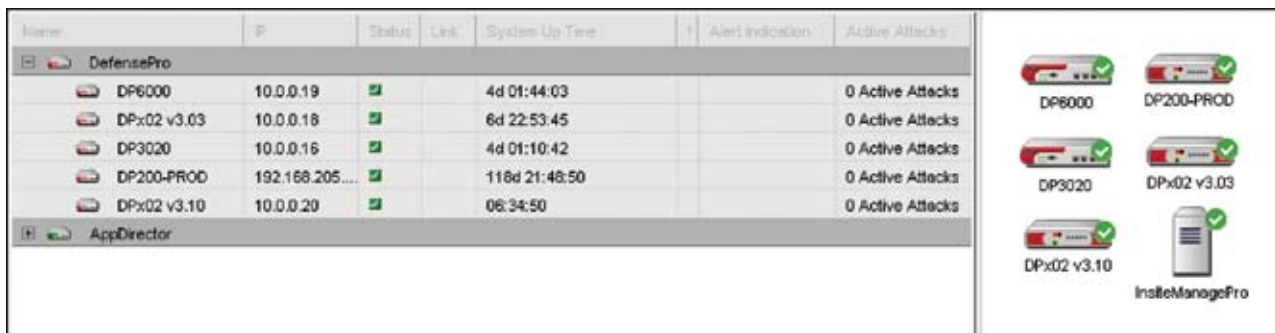 Name IP Status Link System Up Time ! Alert Indication Active Attacks
DefensePro
DP6000 10.0.0.19 4d 01:44:03 0 Active Attacks
DPx02 v3.03 10.0.0.18 6d 22:53:45 0 Active Attacks
DP3020 10.0.0.16 4d 01:10:42 0 Active Attacks
DP200-PROD 192.168.205.... 118d 21:48:50 0 Active Attacks
DPx02 v3.10 10.0.0.20 06:34:50 0 Active Attacks
AppDirector
DP6000 DP200-PROD
DP3020 DPx02 v3.03
DPx02 v3.10
InsiteManagePro